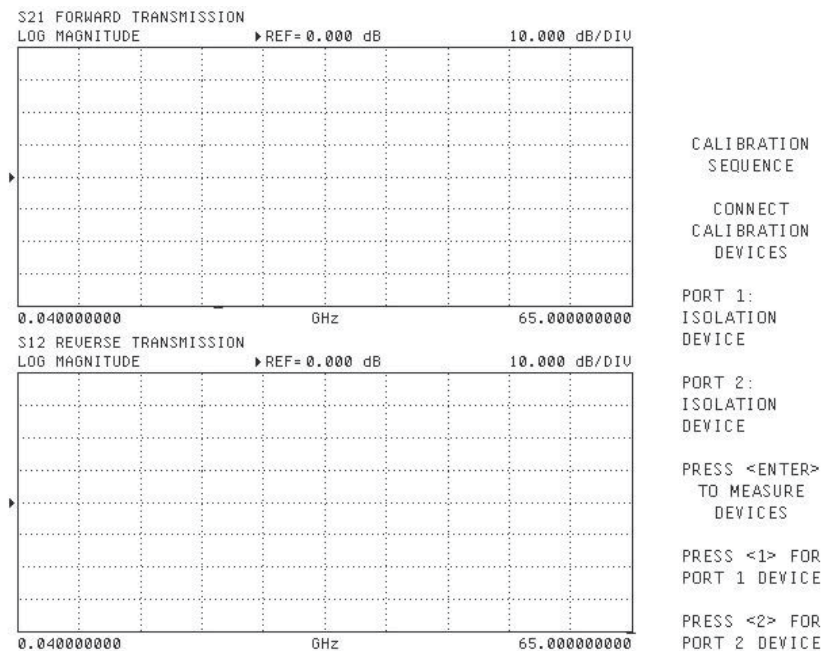 S21 FORWARD TRANSMISSION
LOG MAGNITUDE ▶REF= 0.000 dB 10.000 dB/DIV
0.040000000 GHz 65.000000000
S12 REVERSE TRANSMISSION
LOG MAGNITUDE ▶REF= 0.000 dB 10.000 dB/DIV
0.040000000 GHz 65.000000000
CALIBRATION
SEQUENCE
CONNECT
CALIBRATION
DEVICES
PORT 1:
ISOLATION
DEVICE
PORT 2:
ISOLATION
DEVICE
PRESS <ENTER>
TO MEASURE
DEVICES
PRESS <1> FOR
PORT 1 DEVICE
PRESS <2> FOR
PORT 2 DEVICE